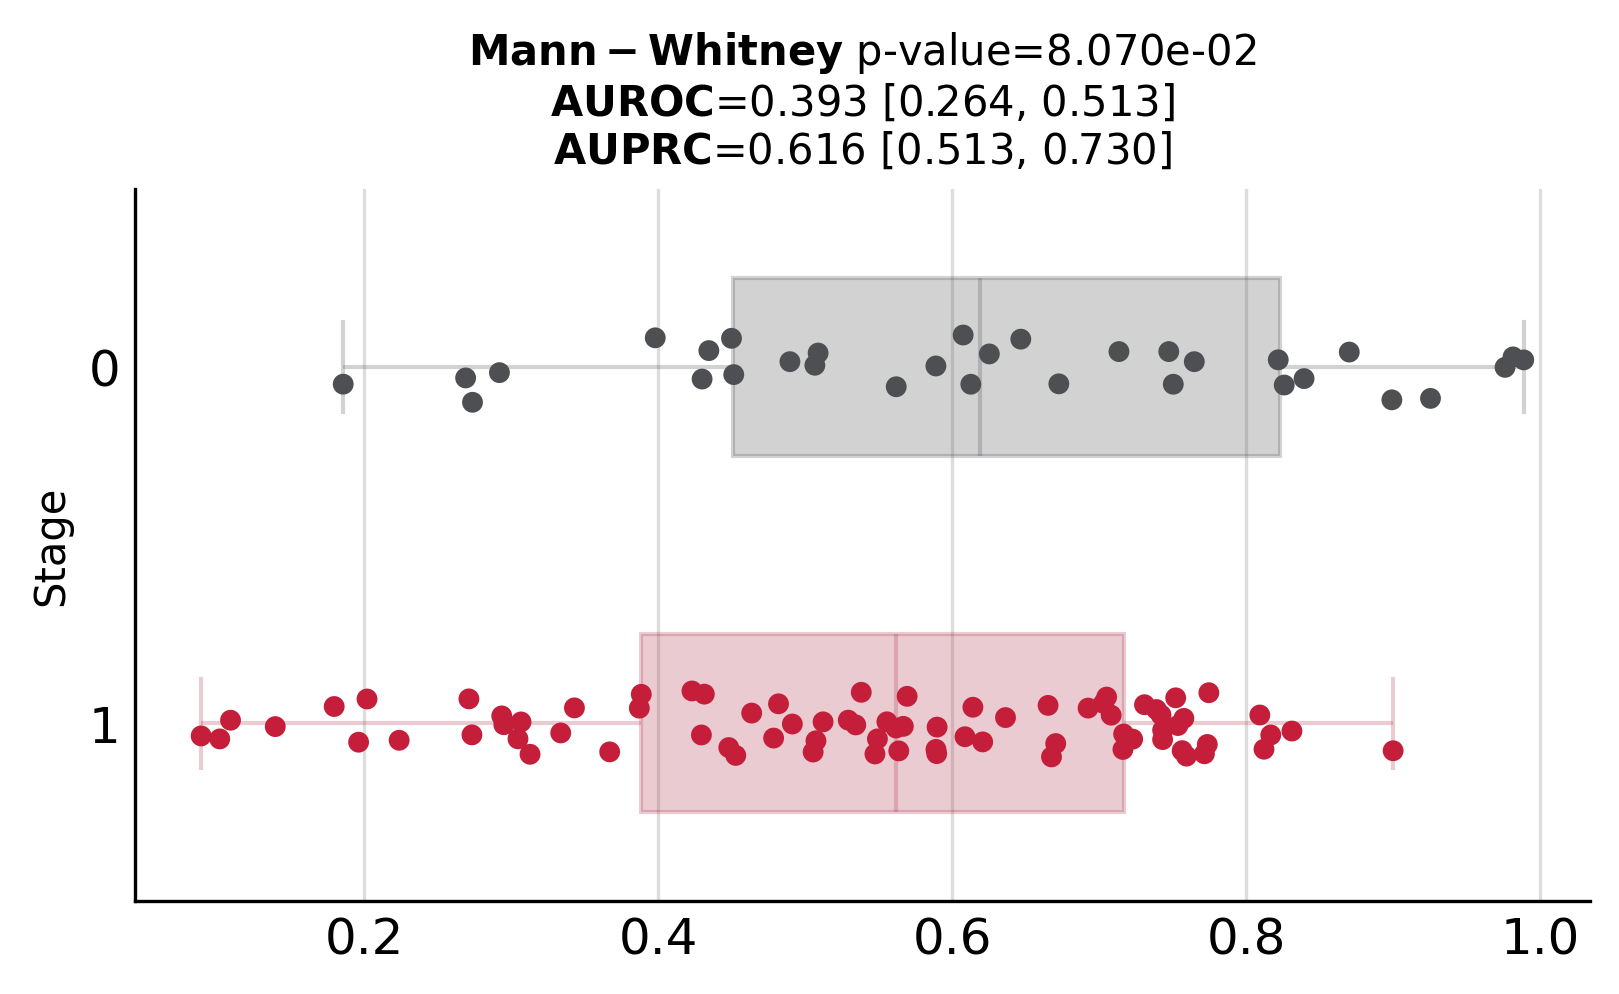 Mann − Whitney p-value=8.070e-02
AUROC=0.393 [0.264, 0.513]
AUPRC=0.616 [0.513, 0.730]
0
Stage
1
0.2 0.4 0.6 0.8 1.0